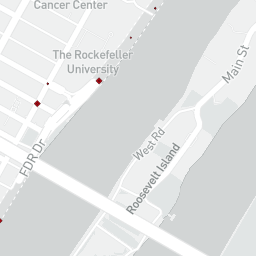 Cancer Center
The Rockefeller
University
Main St
West Rd
FDR Dr
Roosevelt Island